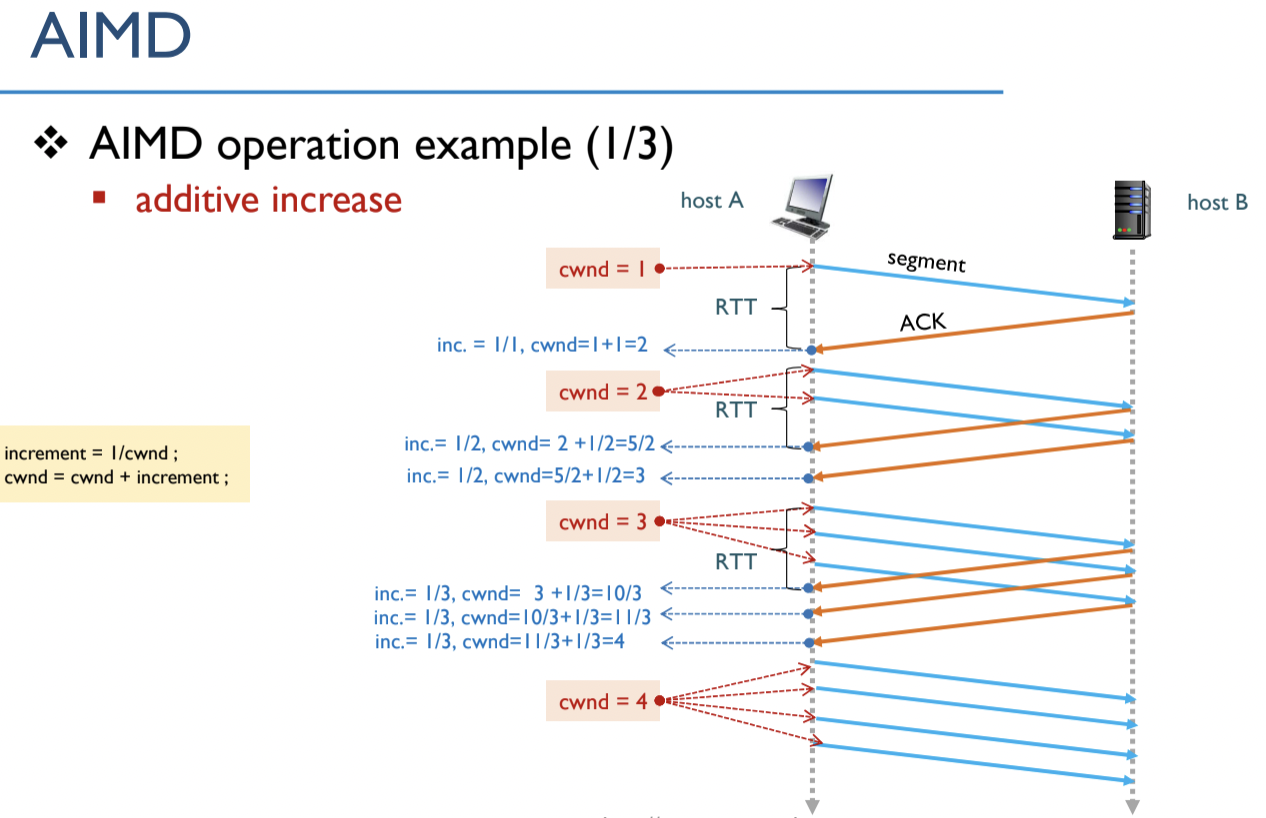 AIMD
❖ AIMD operation example (1/3)
▪ additive increase
host A
host B
cwnd = 1
segment
RTT
ACK
inc. = 1/1, cwnd=1+1=2
cwnd = 2
RTT
inc.= 1/2, cwnd= 2 +1/2=5/2
increment = 1/cwnd ;
cwnd = cwnd + increment ;
inc.= 1/2, cwnd=5/2+1/2=3
cwnd = 3
RTT
inc.= 1/3, cwnd=  3 +1/3=10/3
inc.= 1/3, cwnd=10/3+1/3=11/3
inc.= 1/3, cwnd=11/3+1/3=4
cwnd = 4